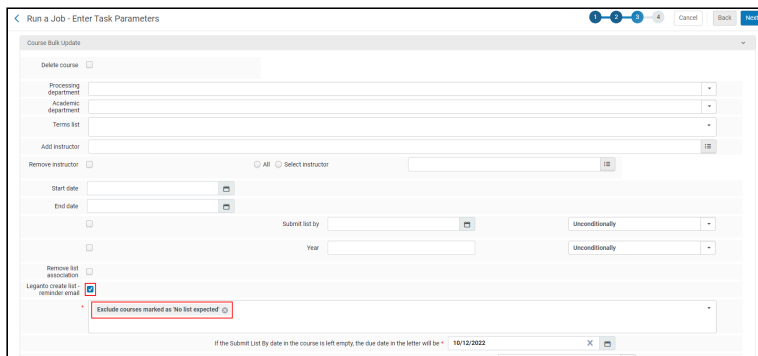 Run a Job - Enter Task Parameters 1 2 3 4 Cancel Back Next
Course Bulk Update
Delete course
Processing department
Academic department
Terms list
Add instructor
Remove instructor All Select instructor
Start date
End date
Submit list by Unconditionally
Year Unconditionally
Remove list association
Leganto create list - reminder email
* Exclude courses marked as 'No list expected'
If the Submit List By date in the course is left empty, the due date in the letter will be * 10/12/2022